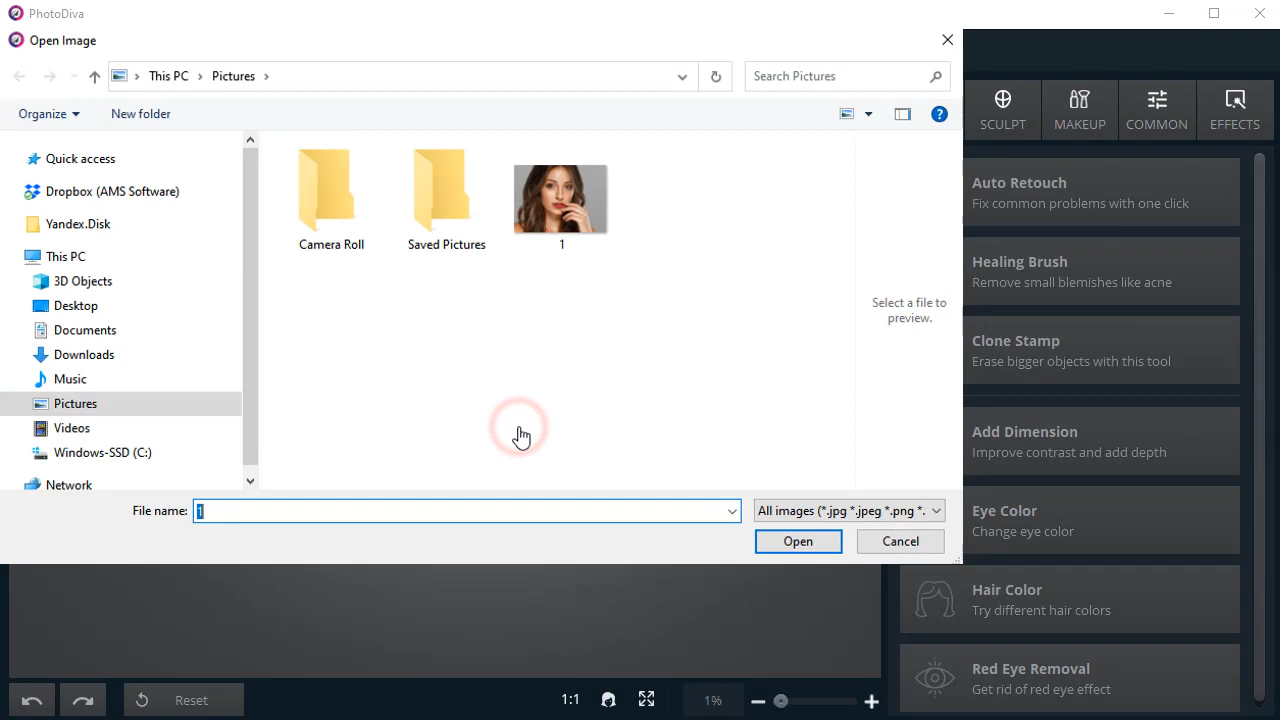 PhotoDiva
Open Image
This PC
Pictures
Search Pictures
Organize
New folder
SCULPT
MAKEUP
COMMON
EFFECTS
Quick access
Dropbox (AMS Software)
Yandex.Disk
This PC
3D Objects
Desktop
Documents
Downloads
Music
Pictures
Videos
Windows-SSD (C:)
Network
Camera Roll
Saved Pictures
1
Select a file to
preview.
File name:
1
All images (*.jpg *.jpeg *.png *.
Open
Cancel
Auto Retouch
Fix common problems with one click
Healing Brush
Remove small blemishes like acne
Clone Stamp
Erase bigger objects with this tool
Add Dimension
Improve contrast and add depth
Eye Color
Change eye color
Hair Color
Try different hair colors
Red Eye Removal
Get rid of red eye effect
Reset
1:1
1%